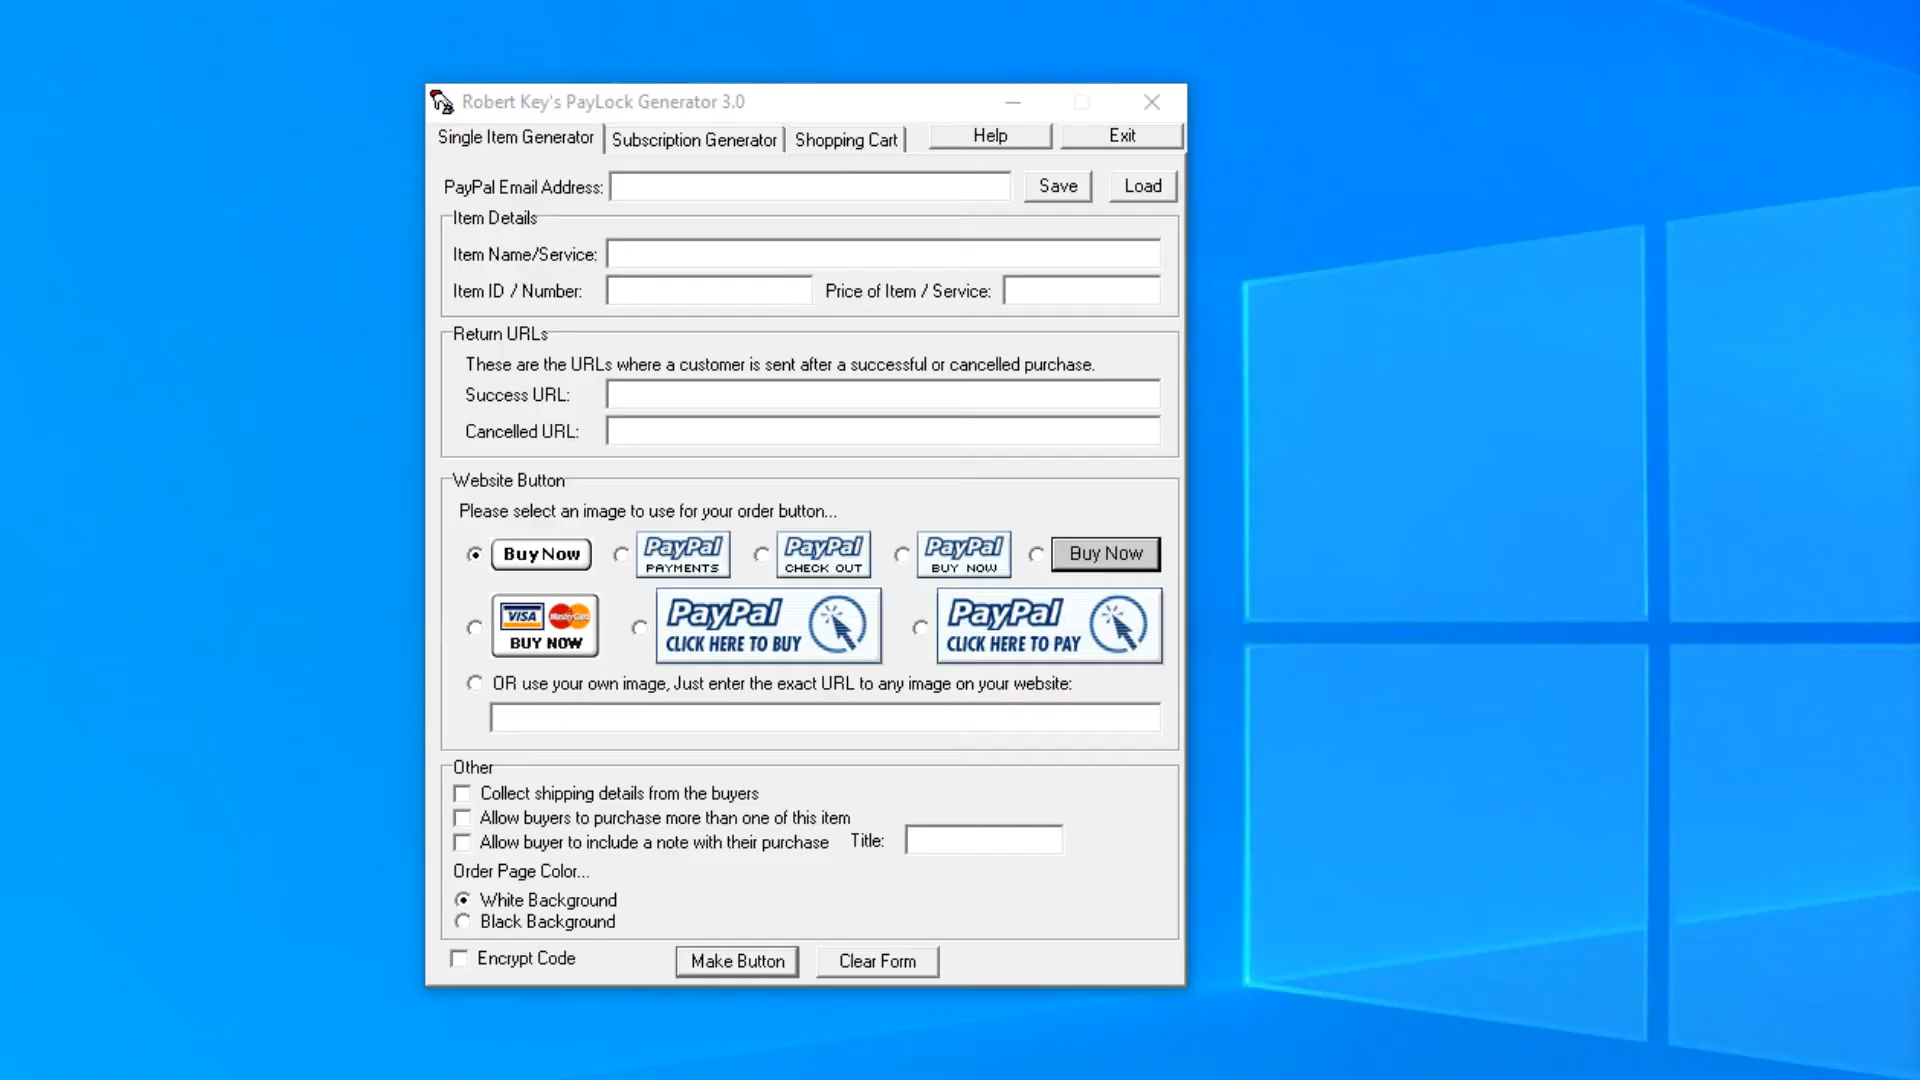 Robert Key's PayLock Generator 3.0
Single Item Generator Subscription Generator Shopping Cart Help Exit
PayPal Email Address: Save Load
Item Details
Item Name/Service:
Item ID / Number: Price of Item / Service:
Return URLs
These are the URLs where a customer is sent after a successful or cancelled purchase.
Success URL:
Cancelled URL:
Website Button
Please select an image to use for your order button...
Buy Now PayPal PAYMENTS PayPal CHECK OUT PayPal BUY NOW Buy Now
VISA MasterCard BUY NOW PayPal CLICK HERE TO BUY PayPal CLICK HERE TO PAY
OR use your own image, Just enter the exact URL to any image on your website:
Other
Collect shipping details from the buyers
Allow buyers to purchase more than one of this item
Allow buyer to include a note with their purchase Title:
Order Page Color...
White Background
Black Background
Encrypt Code Make Button Clear Form